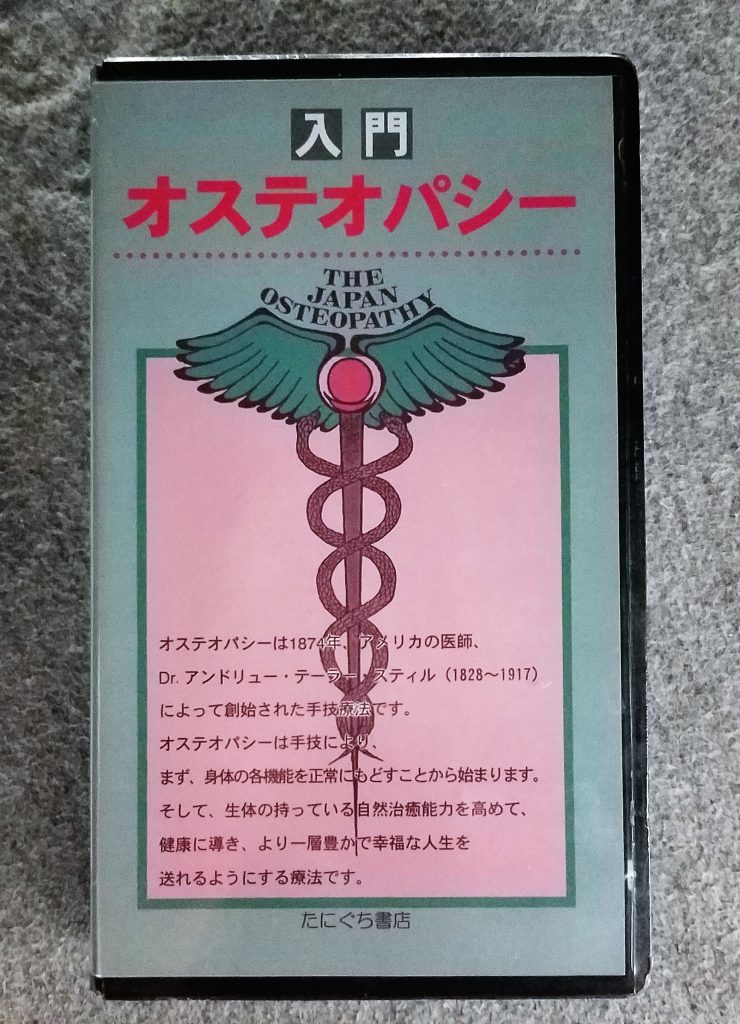 入門
オステオパシー
THE
JAPAN
OSTEOPATHY
オステオパシーは1874年、アメリカの医師、
Dr. アンドリュー・テーラー・スティル（1828〜1917）
によって創始された手技療法です。
オステオパシーは手技により、
まず、身体の各機能を正常にもどすことから始まります。
そして、生体の持っている自然治癒能力を高めて、
健康に導き、より一層豊かで幸福な人生を
送れるようにする療法です。
たにぐち書店